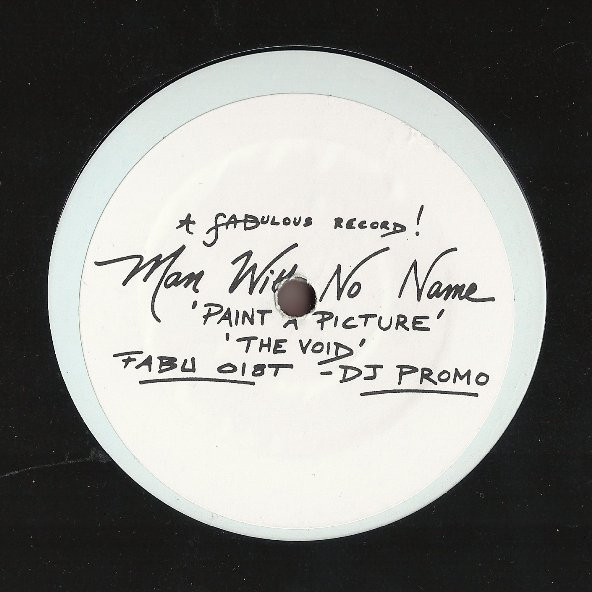 A fABULOUS RECORD!
Man With No Name
'PAINT A PICTURE'
'THE VOID'
FABU 018T - DJ PROMO